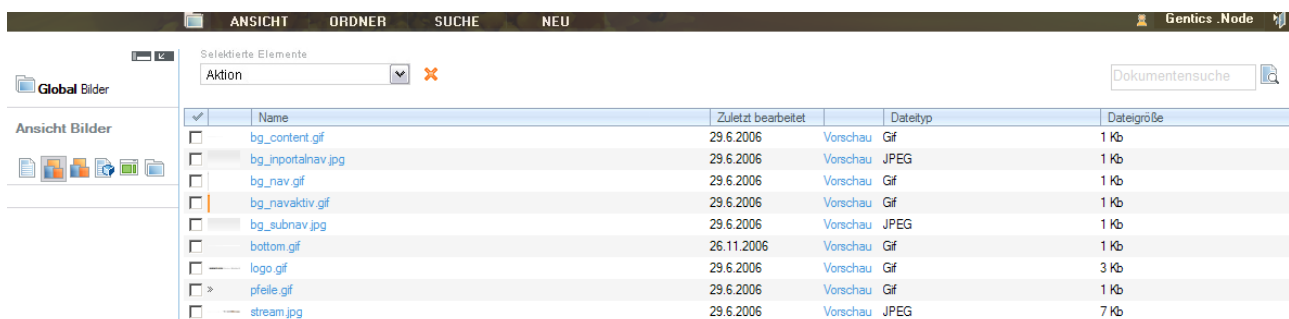 ANSICHT ORDNER SUCHE NEU Gentics .Node
Selektierte Elemente
Aktion
Dokumentensuche
Global Bilder
Ansicht Bilder
Name Zuletzt bearbeitet Dateityp Dateigröße
bg_content.gif 29.6.2006 Vorschau Gif 1 Kb
bg_inportalnav.jpg 29.6.2006 Vorschau JPEG 1 Kb
bg_nav.gif 29.6.2006 Vorschau Gif 1 Kb
bg_navaktiv.gif 29.6.2006 Vorschau Gif 1 Kb
bg_subnav.jpg 29.6.2006 Vorschau JPEG 1 Kb
bottom.gif 26.11.2006 Vorschau Gif 1 Kb
logo.gif 29.6.2006 Vorschau Gif 3 Kb
» pfeile.gif 29.6.2006 Vorschau Gif 1 Kb
stream.jpg 29.6.2006 Vorschau JPEG 7 Kb